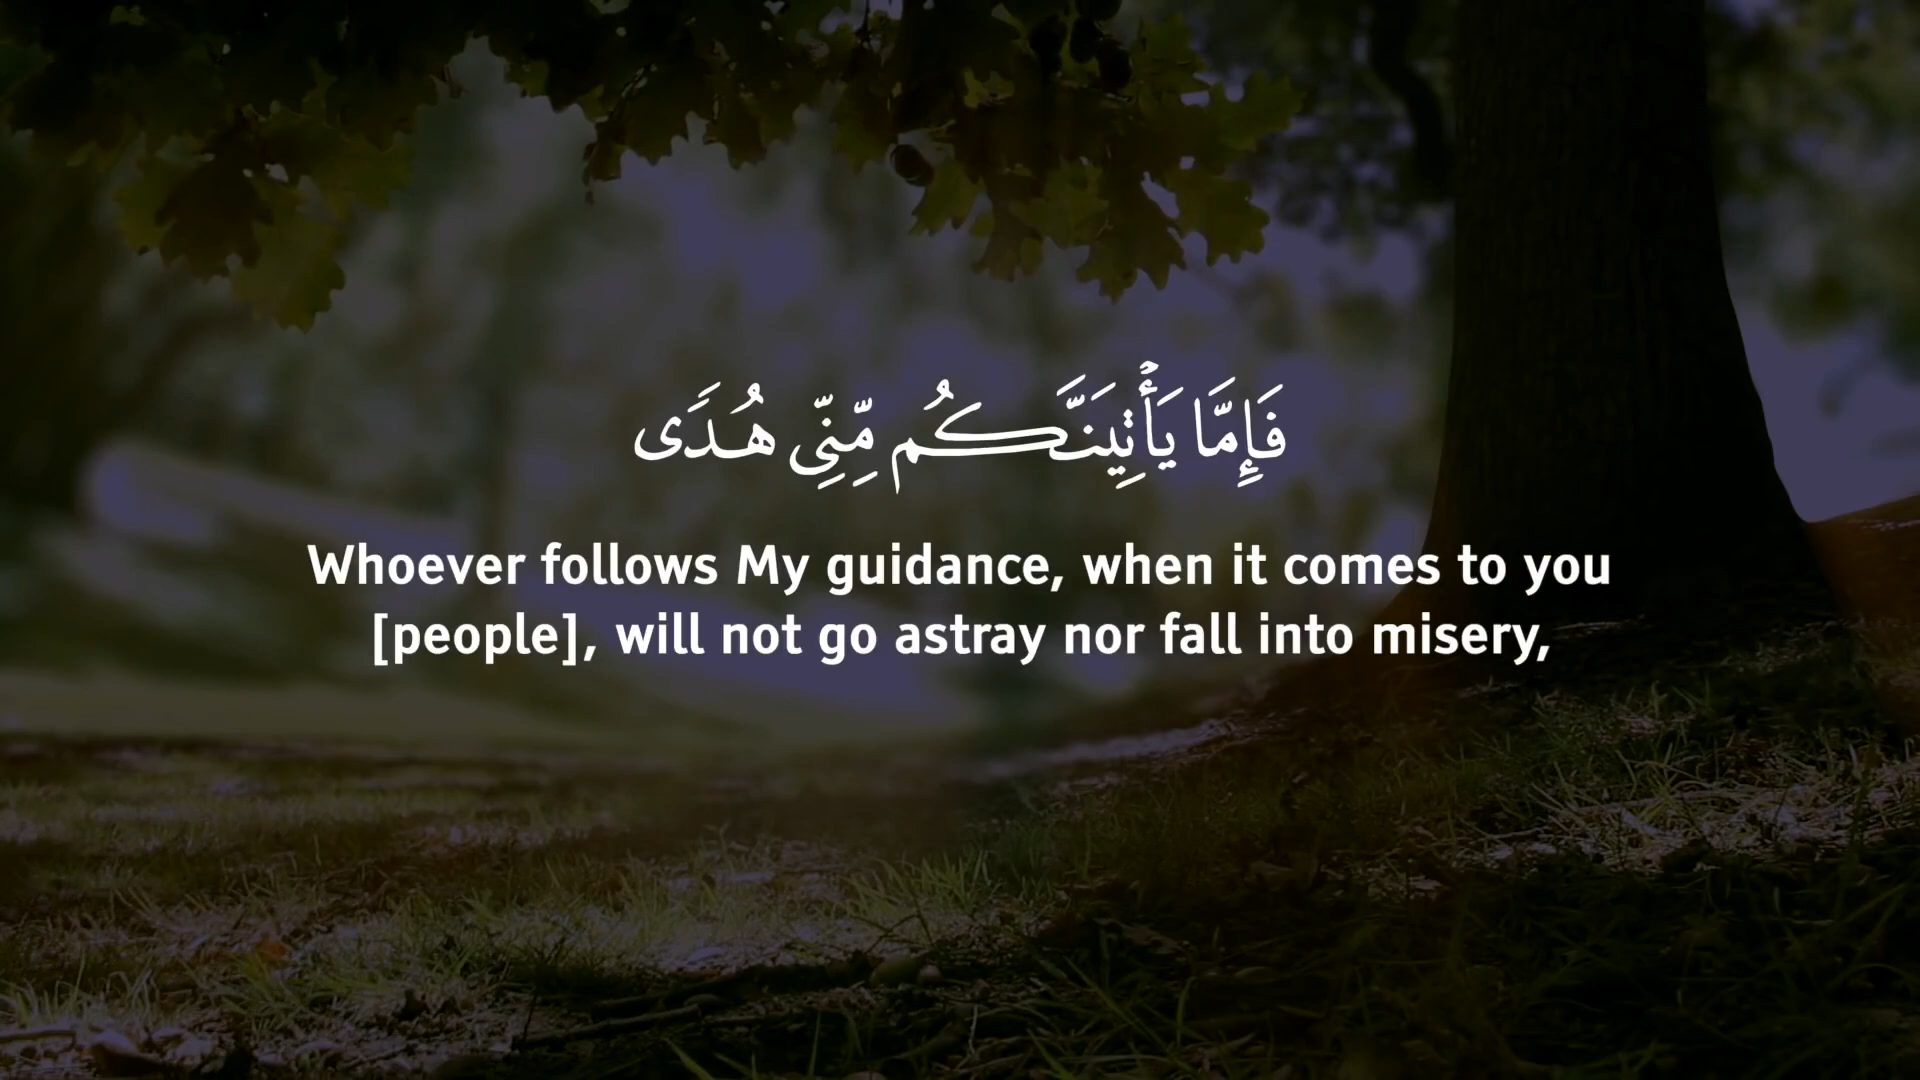 فَإِمَّا يَأْتِيَنَّكُم مِّنِّى هُدًى
Whoever follows My guidance, when it comes to you
[people], will not go astray nor fall into misery,